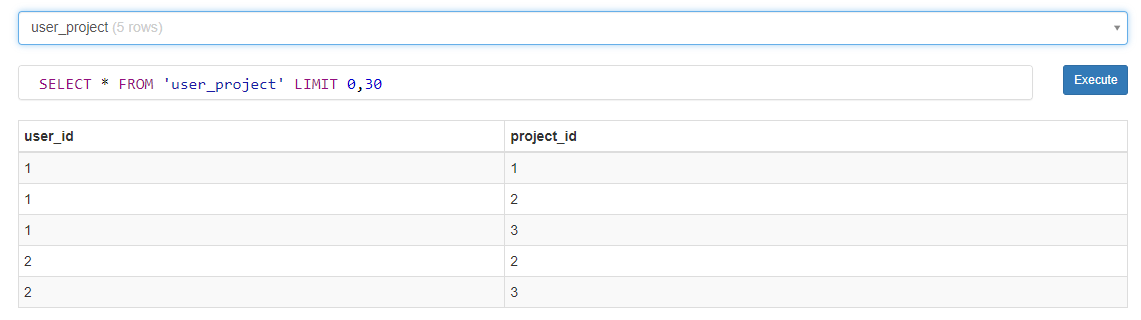 user_project (5 rows)
SELECT * FROM 'user_project' LIMIT 0,30
Execute
user_id project_id
1 1
1 2
1 3
2 2
2 3